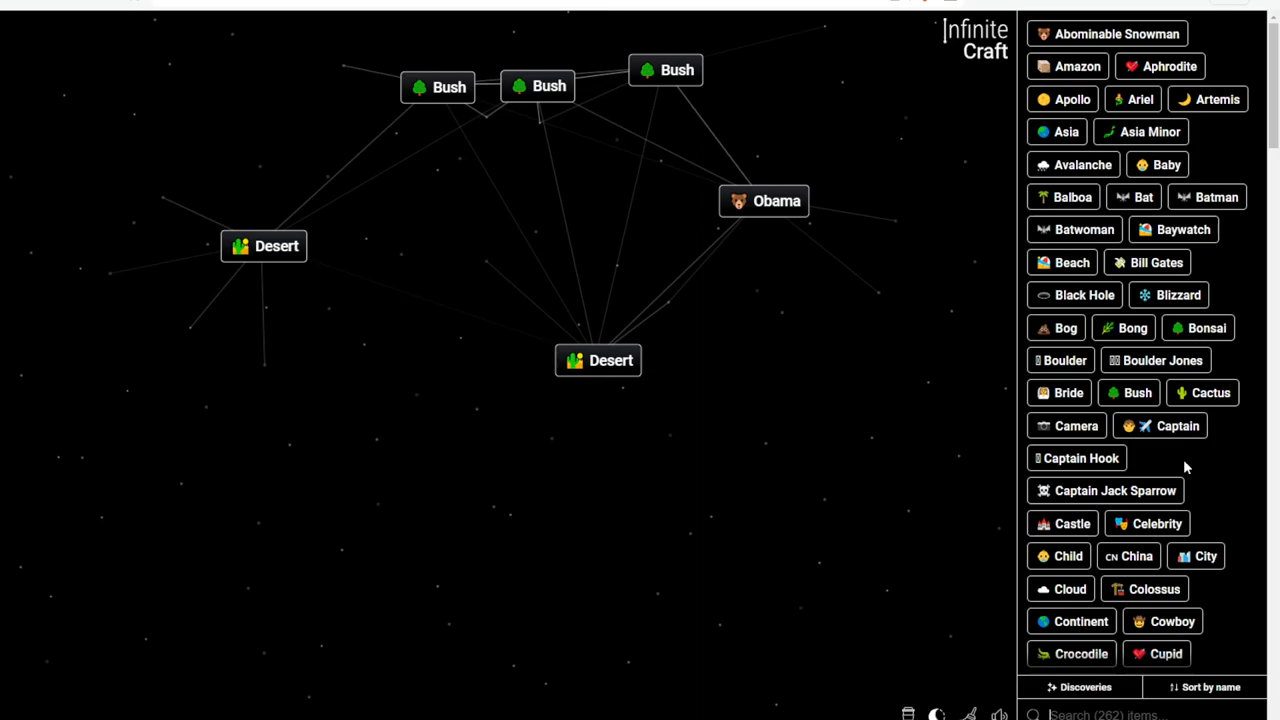 Infinite
Craft
Bush
Bush
Bush
Obama
Desert
Desert
Abominable Snowman
Amazon Aphrodite
Apollo Ariel Artemis
Asia Asia Minor
Avalanche Baby
Balboa Bat Batman
Batwoman Baywatch
Beach Bill Gates
Black Hole Blizzard
Bog Bong Bonsai
Boulder Boulder Jones
Bride Bush Cactus
Camera Captain
Captain Hook
Captain Jack Sparrow
Castle Celebrity
Child CN China City
Cloud Colossus
Continent Cowboy
Crocodile Cupid
Discoveries Sort by name
Search (262) items...